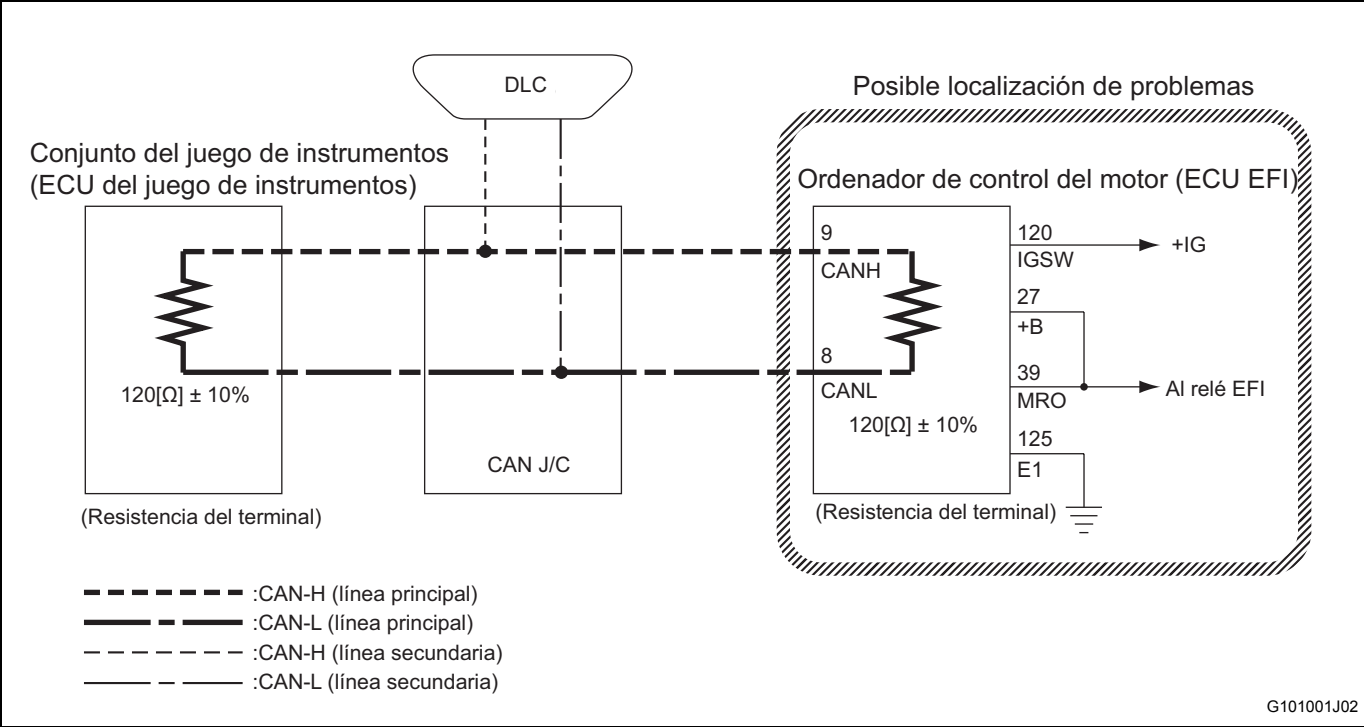 DLC
Posible localización de problemas
Conjunto del juego de instrumentos
(ECU del juego de instrumentos)
Ordenador de control del motor (ECU EFI)
9
CANH
8
CANL
120[Ω] ± 10%
120
IGSW
+IG
27
+B
39
MRO
Al relé EFI
125
E1
120[Ω] ± 10%
CAN J/C
(Resistencia del terminal)
(Resistencia del terminal)
:CAN-H (línea principal)
:CAN-L (línea principal)
:CAN-H (línea secundaria)
:CAN-L (línea secundaria)
G101001J02